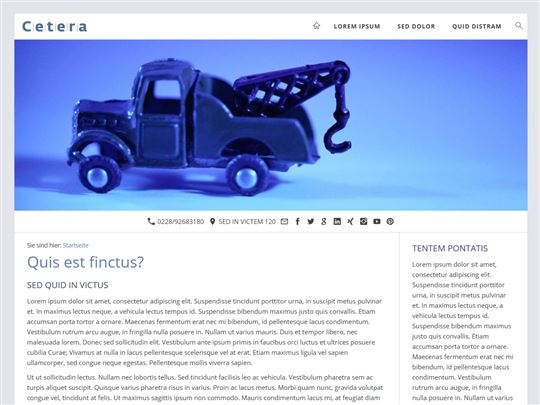 Cetera
LOREM IPSUM SED DOLOR QUID DISTRAM
0228/92683180 SED IN VICTEM 120
Sie sind hier: Startseite
Quis est finctus?
SED QUID IN VICTUS
Lorem ipsum dolor sit amet, consectetur adipiscing elit. Suspendisse tincidunt porttitor urna, in suscipit metus pulvinar
et. In maximus lectus neque, a vehicula lectus tempus quis. Suspendisse bibendum maximus justo quis convallis. Etiam
accumsan porta tortor a ornare. Maecenas fermentum erat nec mi bibendum, id pellentesque lacus condimentum.
Vestibulum rutrum arcu augue, in fringilla nulla posuere in. Nullam ut varius mauris. Duis et tempor libero, nec
malesuada lorem. Donec sed sollicitudin elit. Vestibulum ante ipsum primis in faucibus orci luctus et ultrices posuere
cubilia Curae; Vivamus at nulla in lacus pellentesque scelerisque vel at erat. Etiam maximus ligula vel sapien
ullamcorper, sed congue neque egestas. Pellentesque mollis viverra sapien.
Ut ut sollicitudin lectus. Nullam nec lobortis tellus. Sed tincidunt facilisis leo ac vehicula. Vestibulum pharetra sem ac
turpis aliquet suscipit. Quisque varius pharetra risus in varius. Proin ac lacus metus. Morbi quam nunc, gravida volutpat
congue vel, tincidunt at felis. Ut maximus sagittis ipsum non commodo. Mauris condimentum lacus mi, at feugiat diam
TENTEM PONTATIS
Lorem ipsum dolor sit amet,
consectetur adipiscing elit.
Suspendisse tincidunt porttitor
urna, in suscipit metus pulvinar
et. In maximus lectus neque, a
vehicula lectus tempus quis.
Suspendisse bibendum maximus
justo quis convallis. Etiam
accumsan porta tortor a ornare.
Maecenas fermentum erat nec mi
bibendum, id pellentesque lacus
condimentum. Vestibulum
rutrum arcu augue, in fringilla
nulla posuere in. Nullam ut varius